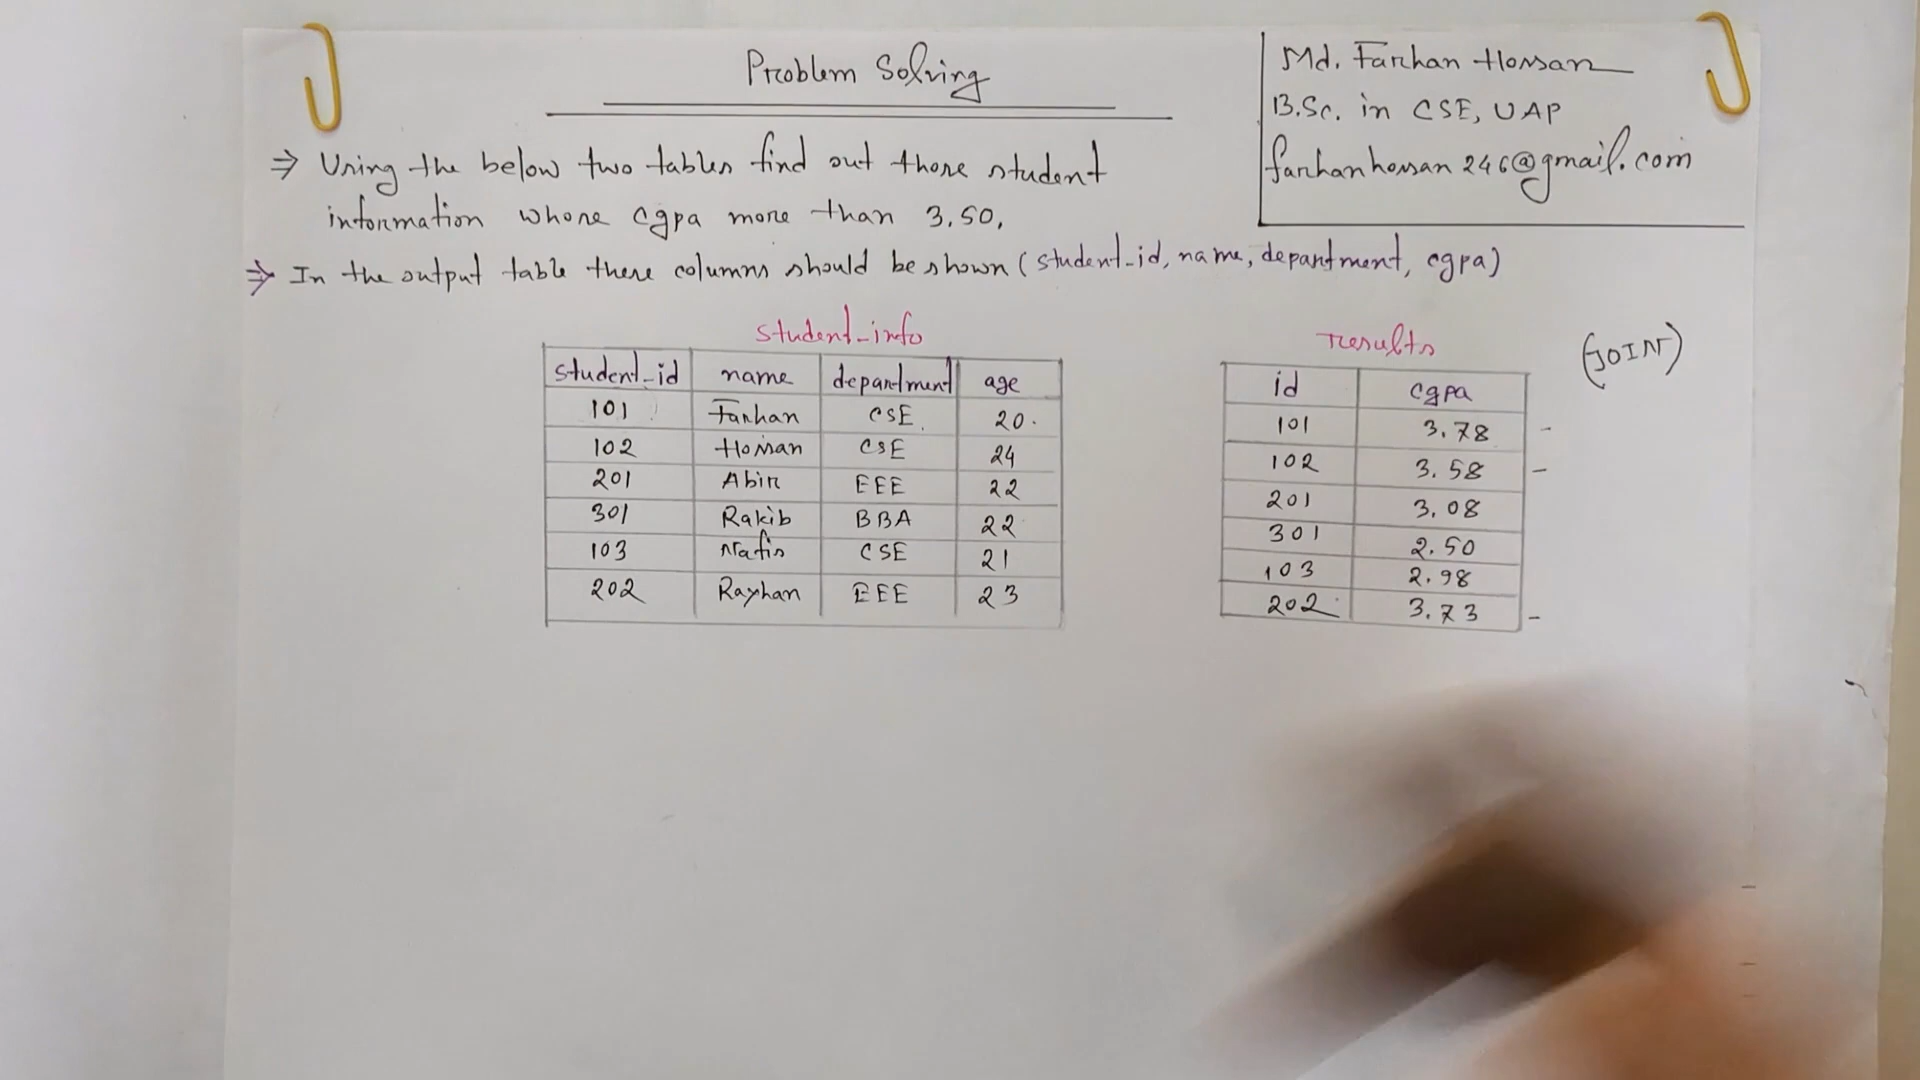 Problem Solving
Md. Farhan Hossan
B.Sc. in CSE, UAP
farhanhossan246@gmail.com
⇒ Using the below two tables find out those student
information whose cgpa more than 3.50.
⇒ In the output table these columns should be shown (student_id, name, department, cgpa)
student_info
student_id name department age
101 Farhan CSE 20
102 Hossan CSE 24
201 Abir EEE 22
301 Rakib BBA 22
103 Nafis CSE 21
202 Rayhan EEE 23
results
id cgpa
101 3.78
102 3.58
201 3.08
301 2.50
103 2.98
202 3.73
(JOIN)